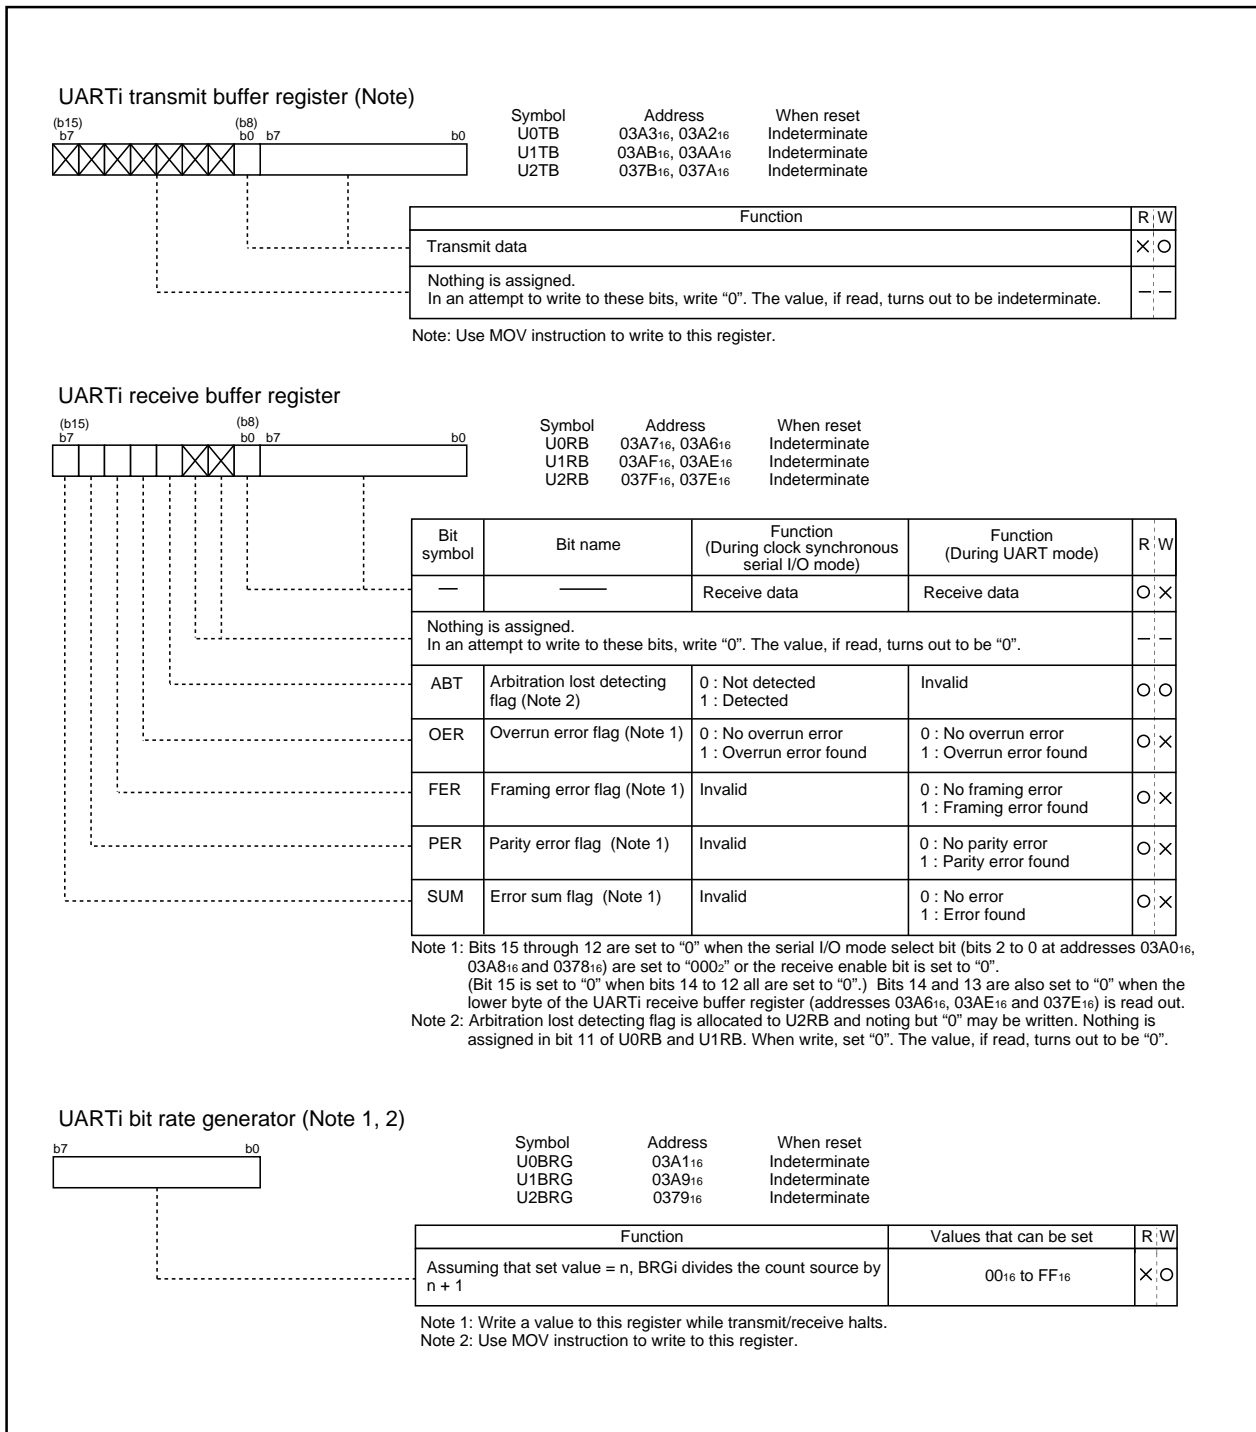 UARTi transmit buffer register (Note)
(b15) (b8)
b7 b0 b7 b0
Symbol Address When reset
U0TB 03A3₁₆, 03A2₁₆ Indeterminate
U1TB 03AB₁₆, 03AA₁₆ Indeterminate
U2TB 037B₁₆, 037A₁₆ Indeterminate
Function R W
Transmit data × ○
Nothing is assigned.
In an attempt to write to these bits, write “0”. The value, if read, turns out to be indeterminate. — —
Note: Use MOV instruction to write to this register.
UARTi receive buffer register
(b15) (b8)
b7 b0 b7 b0
Symbol Address When reset
U0RB 03A7₁₆, 03A6₁₆ Indeterminate
U1RB 03AF₁₆, 03AE₁₆ Indeterminate
U2RB 037F₁₆, 037E₁₆ Indeterminate
Bit symbol Bit name Function (During clock synchronous serial I/O mode) Function (During UART mode) R W
— — Receive data Receive data ○ ×
Nothing is assigned.
In an attempt to write to these bits, write “0”. The value, if read, turns out to be “0”. — —
ABT Arbitration lost detecting flag (Note 2) 0 : Not detected 1 : Detected Invalid ○ ○
OER Overrun error flag (Note 1) 0 : No overrun error 1 : Overrun error found 0 : No overrun error 1 : Overrun error found ○ ×
FER Framing error flag (Note 1) Invalid 0 : No framing error 1 : Framing error found ○ ×
PER Parity error flag (Note 1) Invalid 0 : No parity error 1 : Parity error found ○ ×
SUM Error sum flag (Note 1) Invalid 0 : No error 1 : Error found ○ ×
Note 1: Bits 15 through 12 are set to “0” when the serial I/O mode select bit (bits 2 to 0 at addresses 03A0₁₆,
03A8₁₆ and 0378₁₆) are set to “000₂” or the receive enable bit is set to “0”.
(Bit 15 is set to “0” when bits 14 to 12 all are set to “0”.) Bits 14 and 13 are also set to “0” when the
lower byte of the UARTi receive buffer register (addresses 03A6₁₆, 03AE₁₆ and 037E₁₆) is read out.
Note 2: Arbitration lost detecting flag is allocated to U2RB and noting but “0” may be written. Nothing is
assigned in bit 11 of U0RB and U1RB. When write, set “0”. The value, if read, turns out to be “0”.
UARTi bit rate generator (Note 1, 2)
b7 b0
Symbol Address When reset
U0BRG 03A1₁₆ Indeterminate
U1BRG 03A9₁₆ Indeterminate
U2BRG 0379₁₆ Indeterminate
Function Values that can be set R W
Assuming that set value = n, BRGi divides the count source by
n + 1 00₁₆ to FF₁₆ × ○
Note 1: Write a value to this register while transmit/receive halts.
Note 2: Use MOV instruction to write to this register.